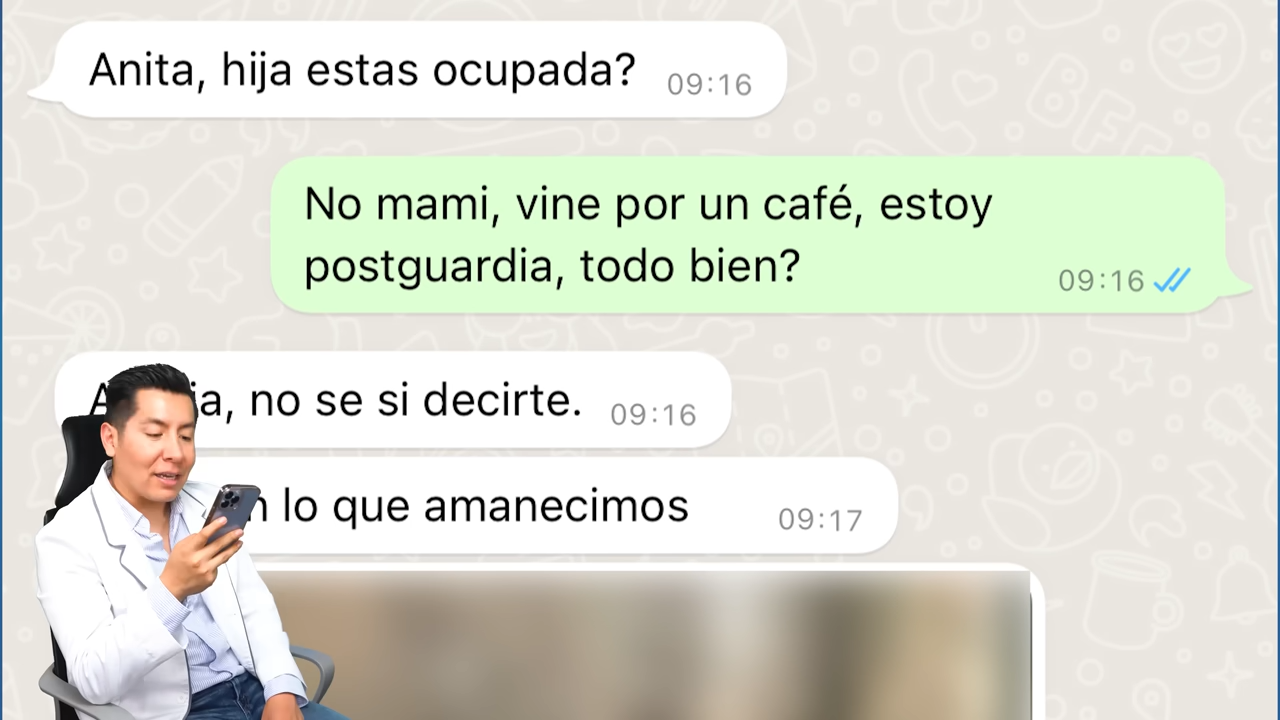 Anita, hija estas ocupada?
09:16
No mami, vine por un café, estoy
postguardia, todo bien?
09:16
no se si decirte.
09:16
lo que amanecimos
09:17